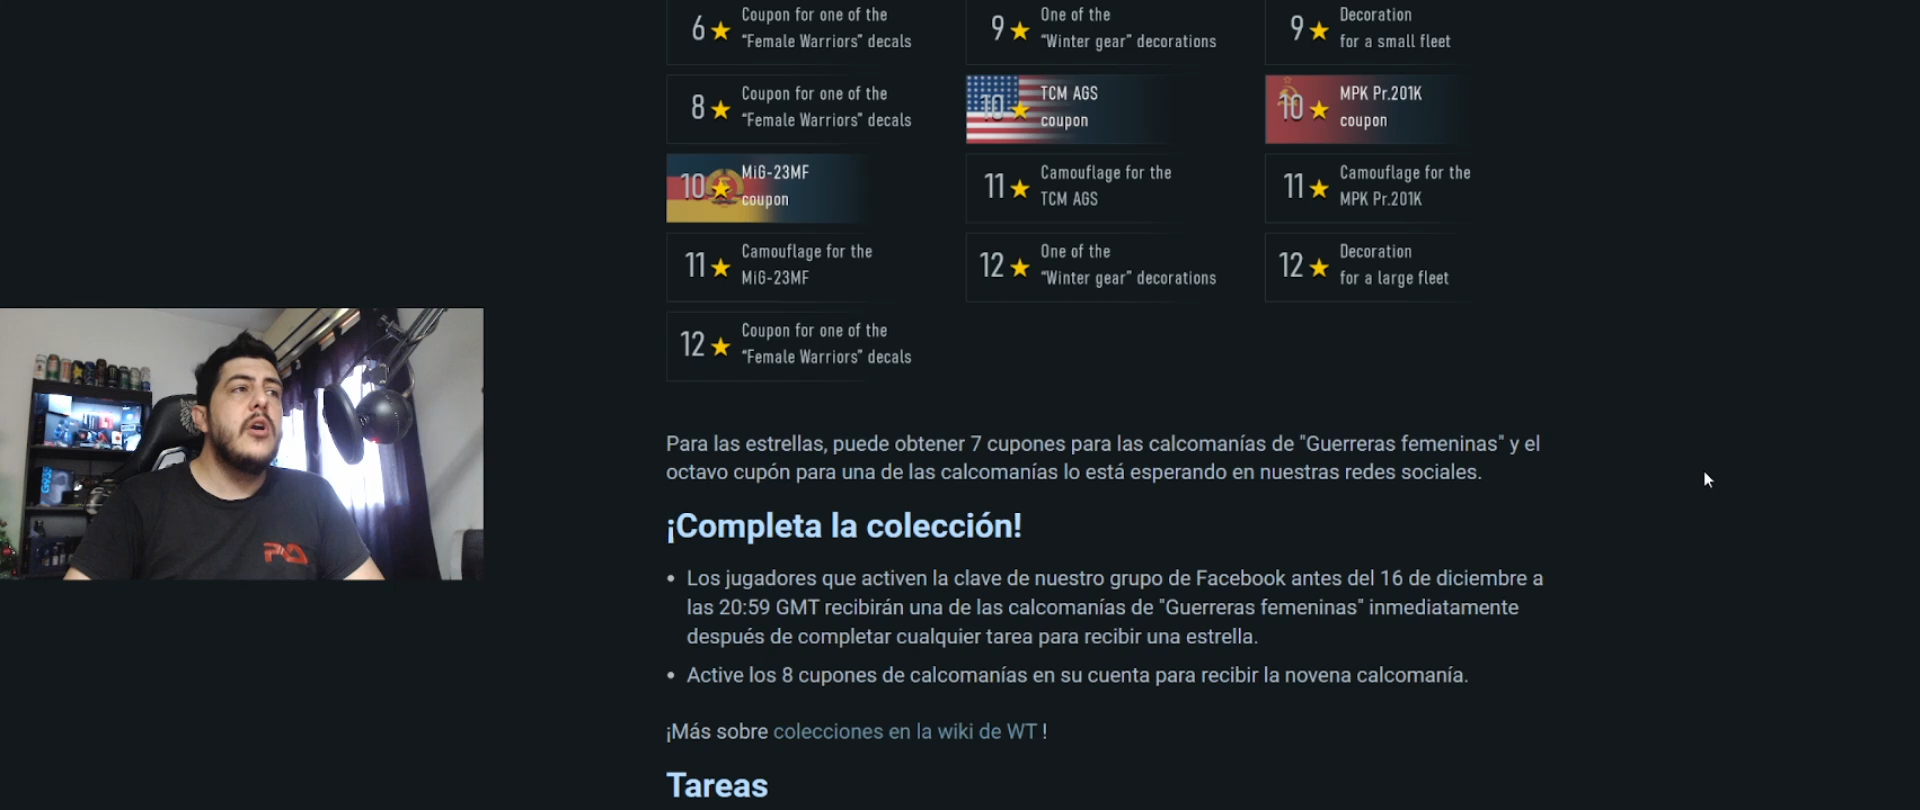 6 Coupon for one of the
"Female Warriors" decals
9 One of the
"Winter gear" decorations
9 Decoration
for a small fleet
8 Coupon for one of the
"Female Warriors" decals
10 TCM AGS
coupon
10 MPK Pr.201K
coupon
10 MiG-23MF
coupon
11 Camouflage for the
TCM AGS
11 Camouflage for the
MPK Pr.201K
11 Camouflage for the
MiG-23MF
12 One of the
"Winter gear" decorations
12 Decoration
for a large fleet
12 Coupon for one of the
"Female Warriors" decals
Para las estrellas, puede obtener 7 cupones para las calcomanías de "Guerreras femeninas" y el
octavo cupón para una de las calcomanías lo está esperando en nuestras redes sociales.
¡Completa la colección!
• Los jugadores que activen la clave de nuestro grupo de Facebook antes del 16 de diciembre a
las 20:59 GMT recibirán una de las calcomanías de "Guerreras femeninas" inmediatamente
después de completar cualquier tarea para recibir una estrella.
• Active los 8 cupones de calcomanías en su cuenta para recibir la novena calcomanía.
¡Más sobre colecciones en la wiki de WT !
Tareas